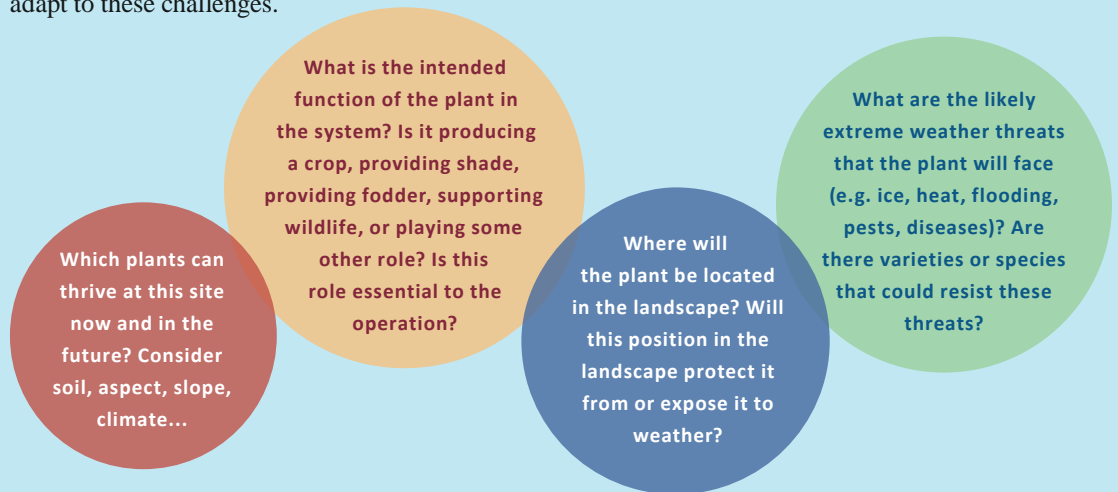 adapt to these challenges.
Which plants can
thrive at this site
now and in the
future? Consider
soil, aspect, slope,
climate...
What is the intended
function of the plant in
the system? Is it producing
a crop, providing shade,
providing fodder, supporting
wildlife, or playing some
other role? Is this
role essential to the
operation?
Where will
the plant be located
in the landscape? Will
this position in the
landscape protect it
from or expose it to
weather?
What are the likely
extreme weather threats
that the plant will face
(e.g. ice, heat, flooding,
pests, diseases)? Are
there varieties or species
that could resist these
threats?